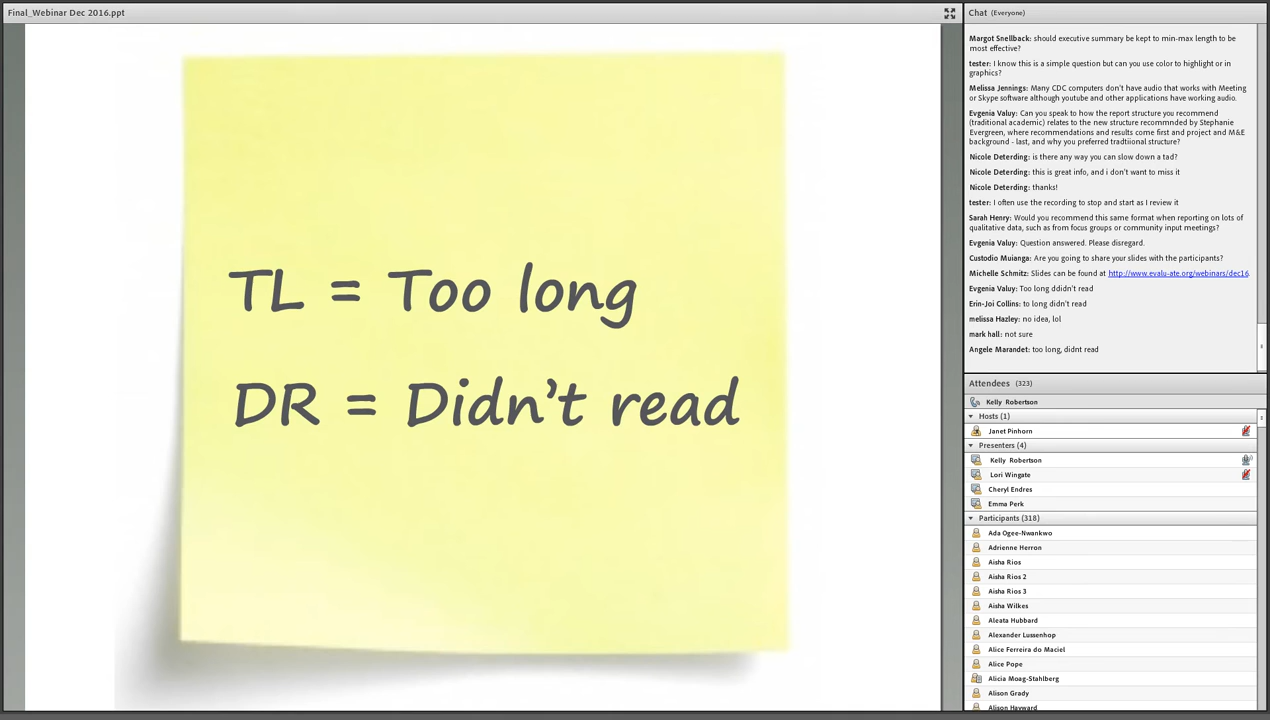 Final_Webinar Dec 2016.ppt
TL = Too long
DR = Didn't read
Chat (Everyone)
Margot Snellback: should executive summary be kept to min-max length to be
most effective?
tester: I know this is a simple question but can you use color to highlight or in
graphics?
Melissa Jennings: Many CDC computers don't have audio that works with Meeting
or Skype software although youtube and other applications have working audio.
Evgenia Valuy: Can you speak to how the report structure you recommend
(traditional academic) relates to the new structure recommnded by Stephanie
Evergreen, where recommendations and results come first and project and M&E
background - last, and why you preferred tradtiional structure?
Nicole Deterding: is there any way you can slow down a tad?
Nicole Deterding: this is great info, and i don't want to miss it
Nicole Deterding: thanks!
tester: I often use the recording to stop and start as I review it
Sarah Henry: Would you recommend this same format when reporting on lots of
qualitative data, such as from focus groups or community input meetings?
Evgenia Valuy: Question answered. Please disregard.
Custodio Muianga: Are you going to share your slides with the participants?
Michelle Schmitz: Slides can be found at http://www.evalu-ate.org/webinars/dec16.
Evgenia Valuy: Too long ddidn't read
Erin-Joi Collins: to long didn't read
melissa Hazley: no idea, lol
mark hall: not sure
Angele Marandet: too long, didnt read
Attendees (323)
Kelly Robertson
Hosts (1)
Janet Pinhorn
Presenters (4)
Kelly Robertson
Lori Wingate
Cheryl Endres
Emma Perk
Participants (318)
Ada Ogee-Nwankwo
Adrienne Herron
Aisha Rios
Aisha Rios 2
Aisha Rios 3
Aisha Wilkes
Aleata Hubbard
Alexander Lussenhop
Alice Ferreira do Maciel
Alice Pope
Alicia Moag-Stahlberg
Alison Grady
Alison Hayward